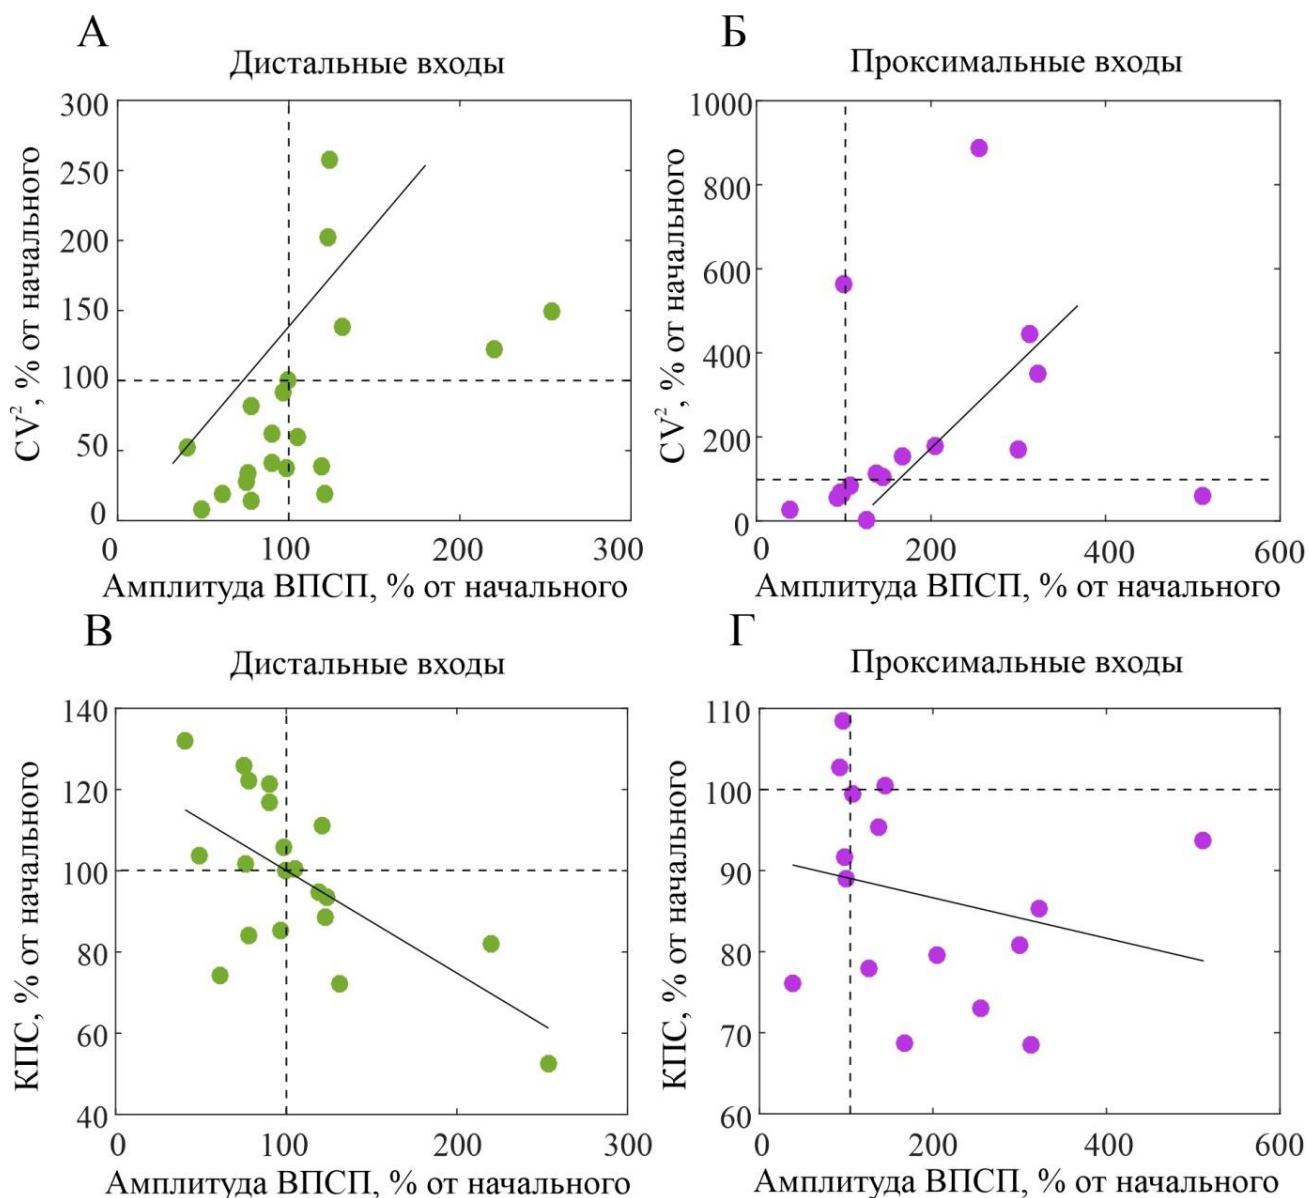 А
Дистальные входы
300
250
200
150
100
50
0
CV², % от начального
0 100 200 300
Амплитуда ВПСП, % от начального
Б
Проксимальные входы
1000
800
600
400
200
0
CV², % от начального
0 200 400 600
Амплитуда ВПСП, % от начального
В
Дистальные входы
140
120
100
80
60
40
КПС, % от начального
0 100 200 300
Амплитуда ВПСП, % от начального
Г
Проксимальные входы
110
100
90
80
70
60
КПС, % от начального
0 200 400 600
Амплитуда ВПСП, % от начального